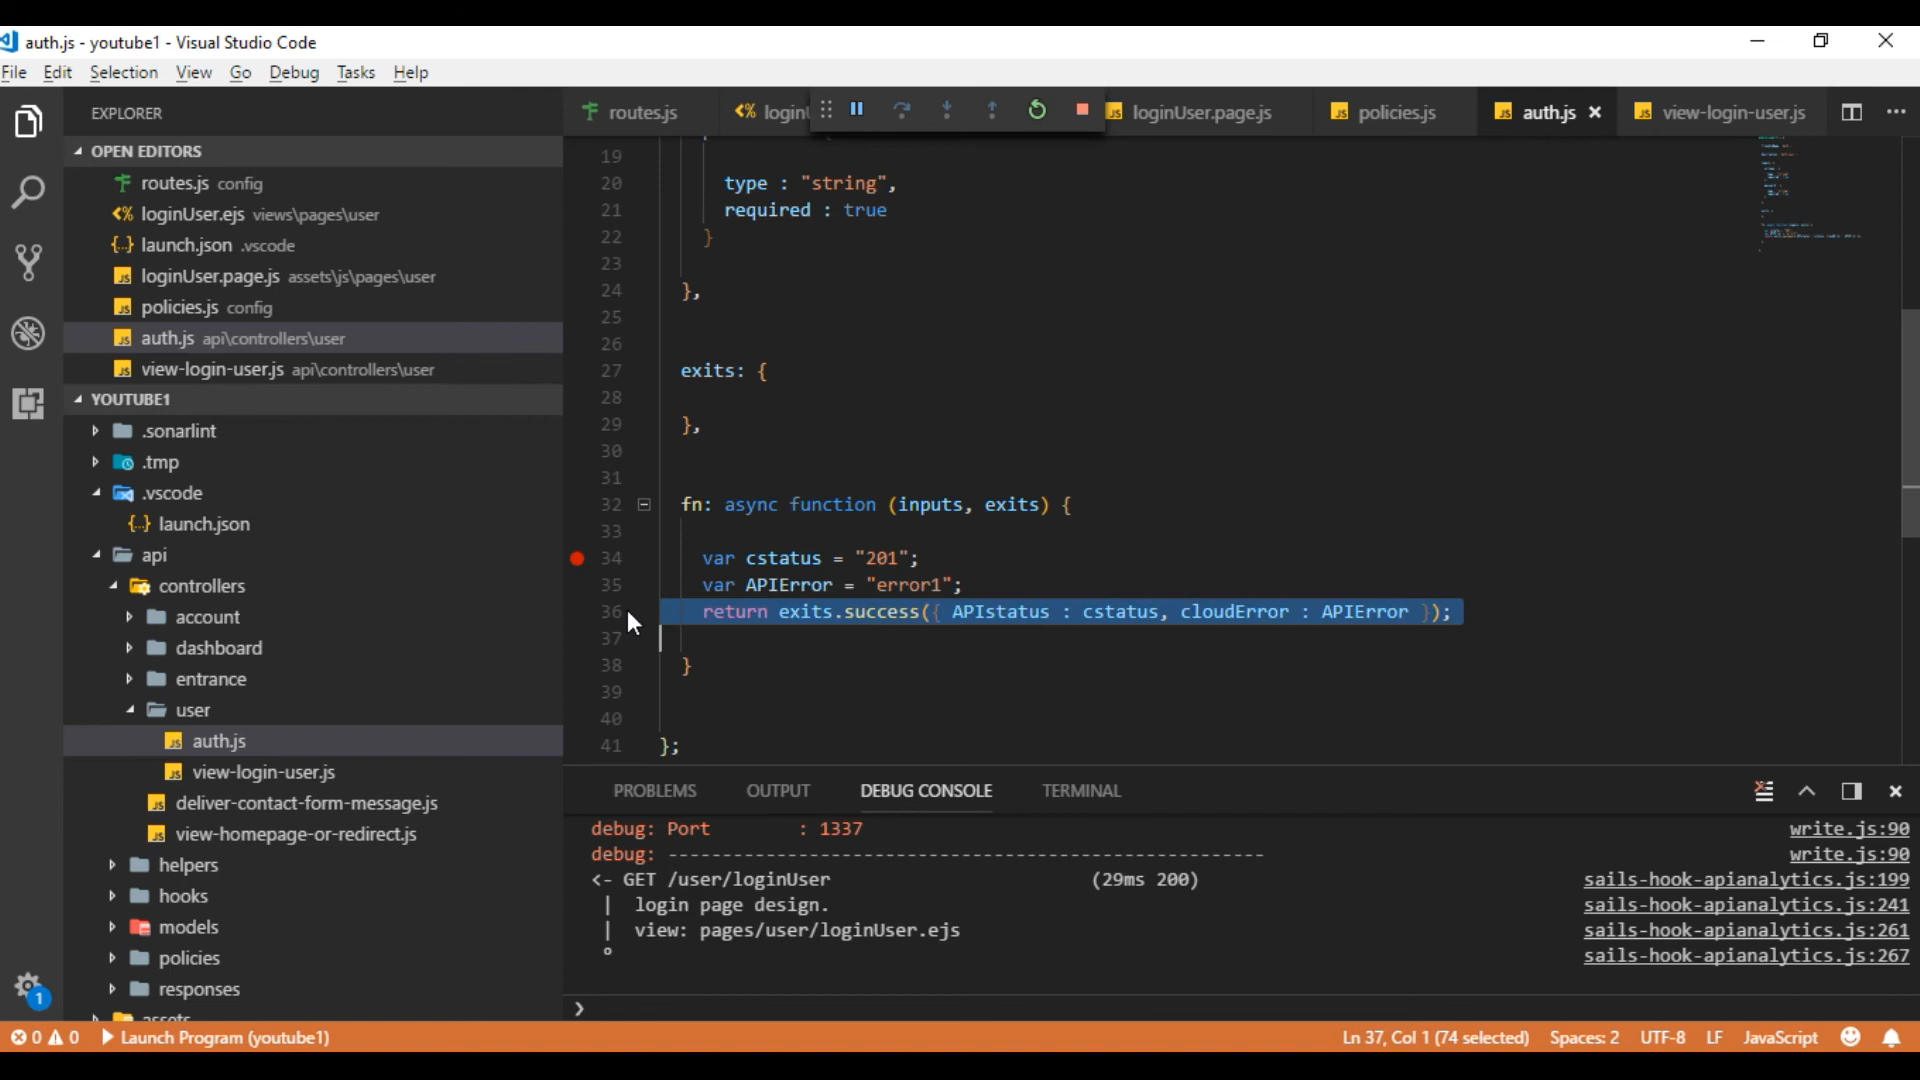 auth.js - youtube1 - Visual Studio Code
File Edit Selection View Go Debug Tasks Help
EXPLORER
OPEN EDITORS
routes.js config
loginUser.ejs views\pages\user
launch.json .vscode
loginUser.page.js assets\js\pages\user
policies.js config
auth.js api\controllers\user
view-login-user.js api\controllers\user
YOUTUBE1
.sonarlint
.tmp
.vscode
launch.json
api
controllers
account
dashboard
entrance
user
auth.js
view-login-user.js
deliver-contact-form-message.js
view-homepage-or-redirect.js
helpers
hooks
models
policies
responses
assets
1
routes.js loginU loginUser.page.js policies.js auth.js view-login-user.js
19
20 type : "string",
21 required : true
22 }
23
24 },
25
26
27 exits: {
28
29 },
30
31
32 fn: async function (inputs, exits) {
33
34 var cstatus = "201";
35 var APIError = "error1";
36 return exits.success({ APIstatus : cstatus, cloudError : APIError });
37
38 }
39
40
41 };
PROBLEMS OUTPUT DEBUG CONSOLE TERMINAL
debug: Port : 1337 write.js:90
debug: ------------------------------------------------------- write.js:90
<- GET /user/loginUser (29ms 200) sails-hook-apianalytics.js:199
| login page design. sails-hook-apianalytics.js:241
| view: pages/user/loginUser.ejs sails-hook-apianalytics.js:261
° sails-hook-apianalytics.js:267
0 0 Launch Program (youtube1) Ln 37, Col 1 (74 selected) Spaces: 2 UTF-8 LF JavaScript